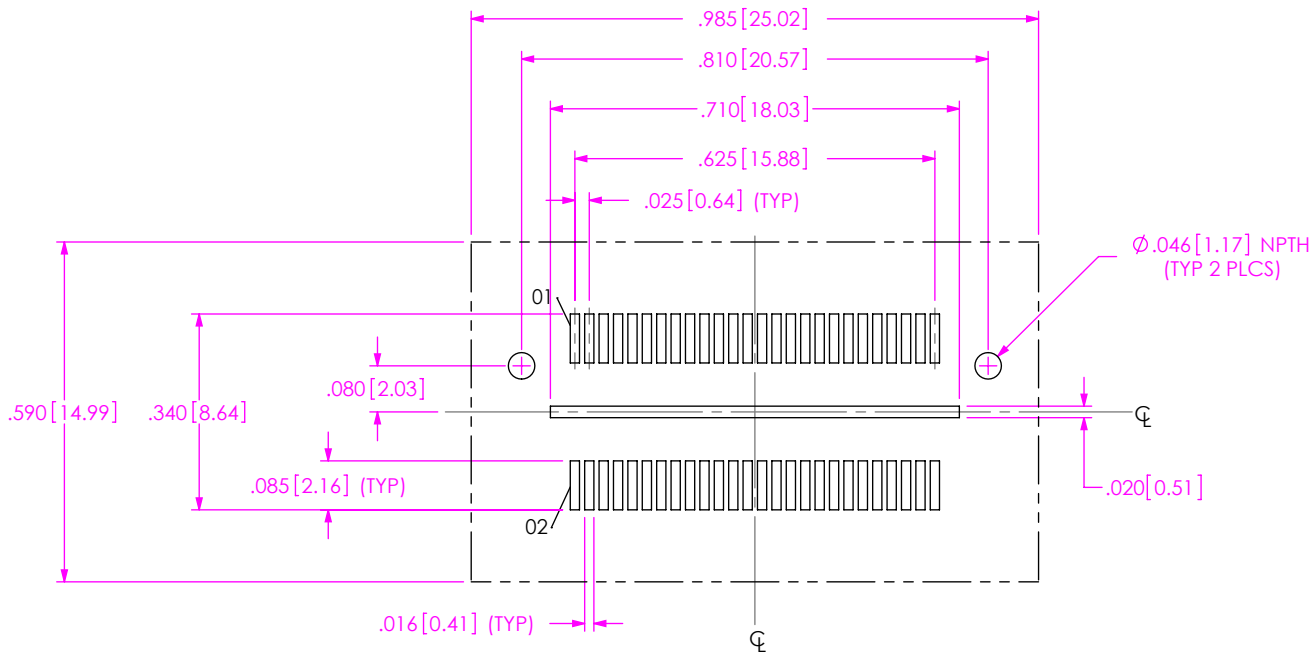 .985[25.02]
.810[20.57]
.710[18.03]
.625[15.88]
.025[0.64] (TYP)
Ø.046[1.17] NPTH
(TYP 2 PLCS)
01
.080[2.03]
.590[14.99]
.340[8.64]
℄
.085[2.16] (TYP)
.020[0.51]
02
.016[0.41] (TYP)
℄